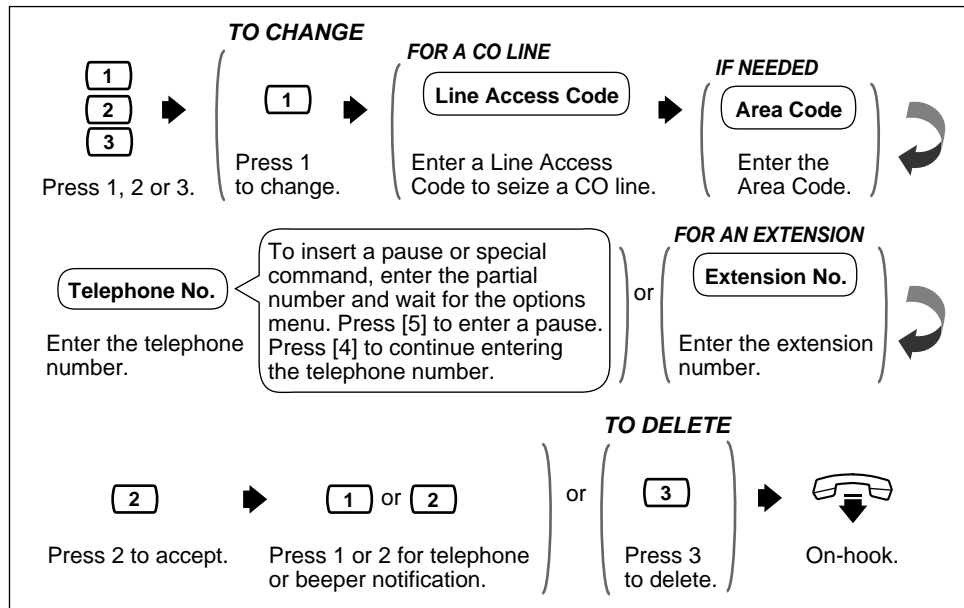 TO CHANGE
FOR A CO LINE
IF NEEDED
1
2
3
1
Line Access Code
Area Code
Press 1, 2 or 3.
Press 1
to change.
Enter a Line Access
Code to seize a CO line.
Enter the
Area Code.
Telephone No.
To insert a pause or special
command, enter the partial
number and wait for the options
menu. Press [5] to enter a pause.
Press [4] to continue entering
the telephone number.
Enter the telephone
number.
or
FOR AN EXTENSION
Extension No.
Enter the extension
number.
TO DELETE
2
1 or 2
or
3
Press 2 to accept.
Press 1 or 2 for telephone
or beeper notification.
Press 3
to delete.
On-hook.